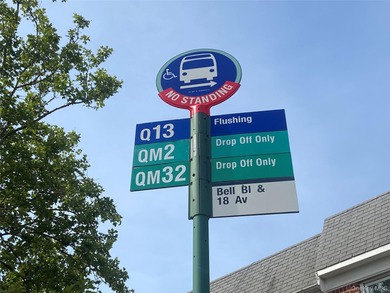 NO STANDING
Q13 Flushing
QM2 Drop Off Only
QM32 Drop Off Only
Bell Bl &
18 Av